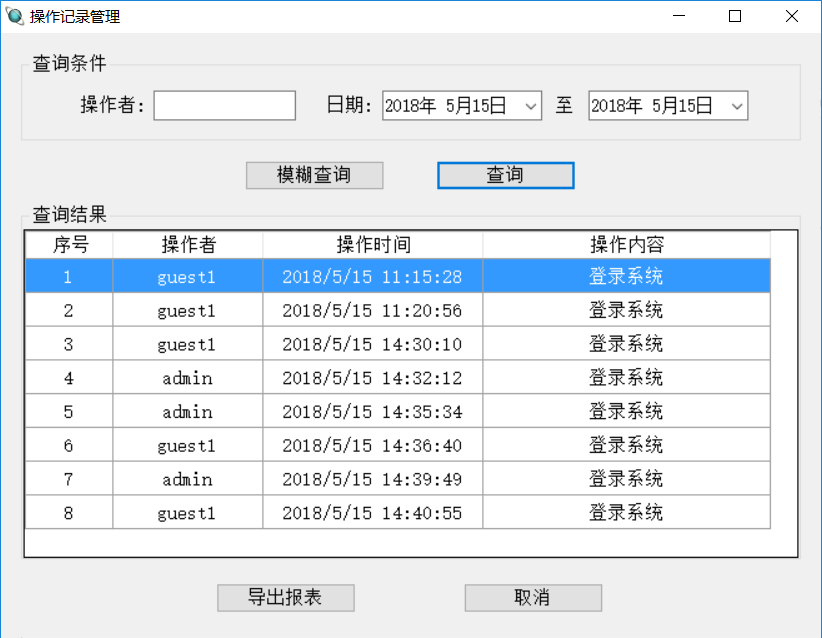 操作记录管理
查询条件
操作者: 日期: 2018年 5月15日 至 2018年 5月15日
模糊查询 查询
查询结果
序号 操作者 操作时间 操作内容
1 guest1 2018/5/15 11:15:28 登录系统
2 guest1 2018/5/15 11:20:56 登录系统
3 guest1 2018/5/15 14:30:10 登录系统
4 admin 2018/5/15 14:32:12 登录系统
5 admin 2018/5/15 14:35:34 登录系统
6 guest1 2018/5/15 14:36:40 登录系统
7 admin 2018/5/15 14:39:49 登录系统
8 guest1 2018/5/15 14:40:55 登录系统
导出报表 取消